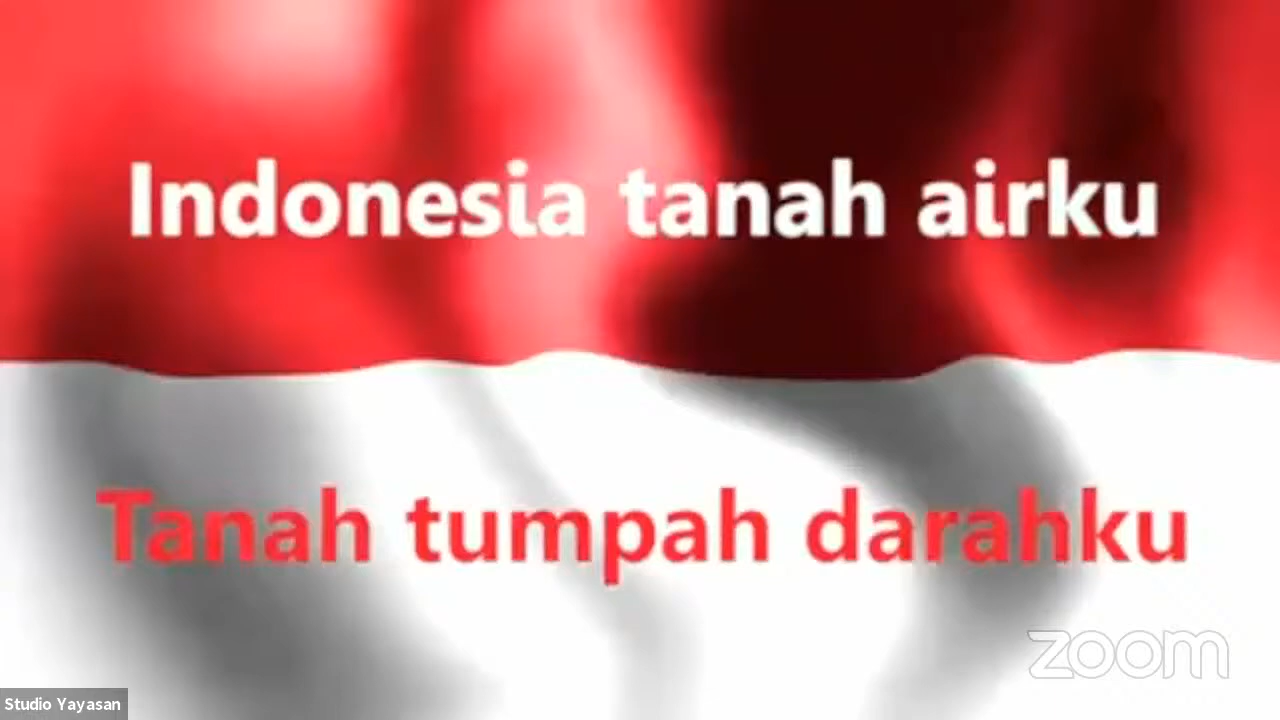 Indonesia tanah airku
Tanah tumpah darahku
zoom
Studio Yayasan